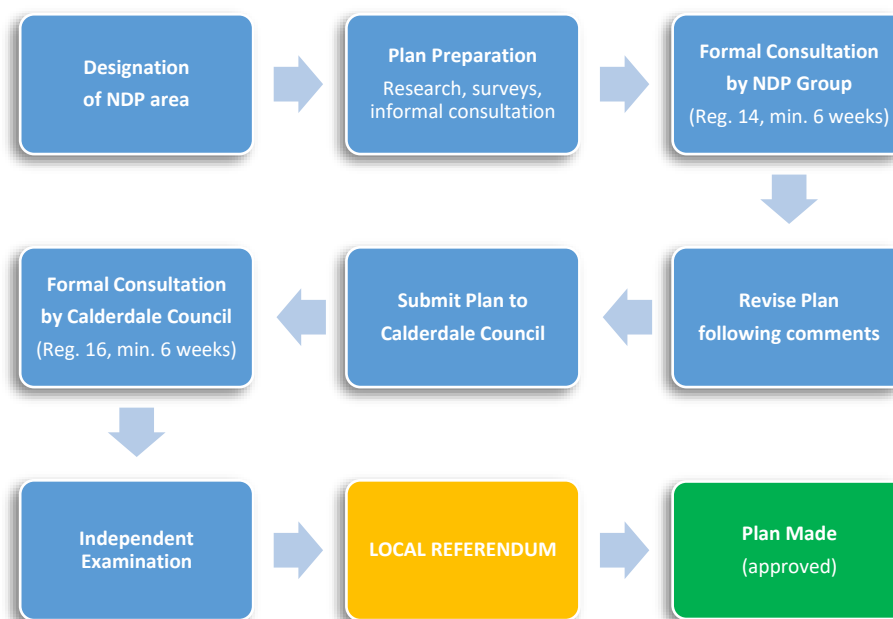 Designation
of NDP area
Plan Preparation
Research, surveys,
informal consultation
Formal Consultation
by NDP Group
(Reg. 14, min. 6 weeks)
Revise Plan
following comments
Submit Plan to
Calderdale Council
Formal Consultation
by Calderdale Council
(Reg. 16, min. 6 weeks)
Independent
Examination
LOCAL REFERENDUM
Plan Made
(approved)